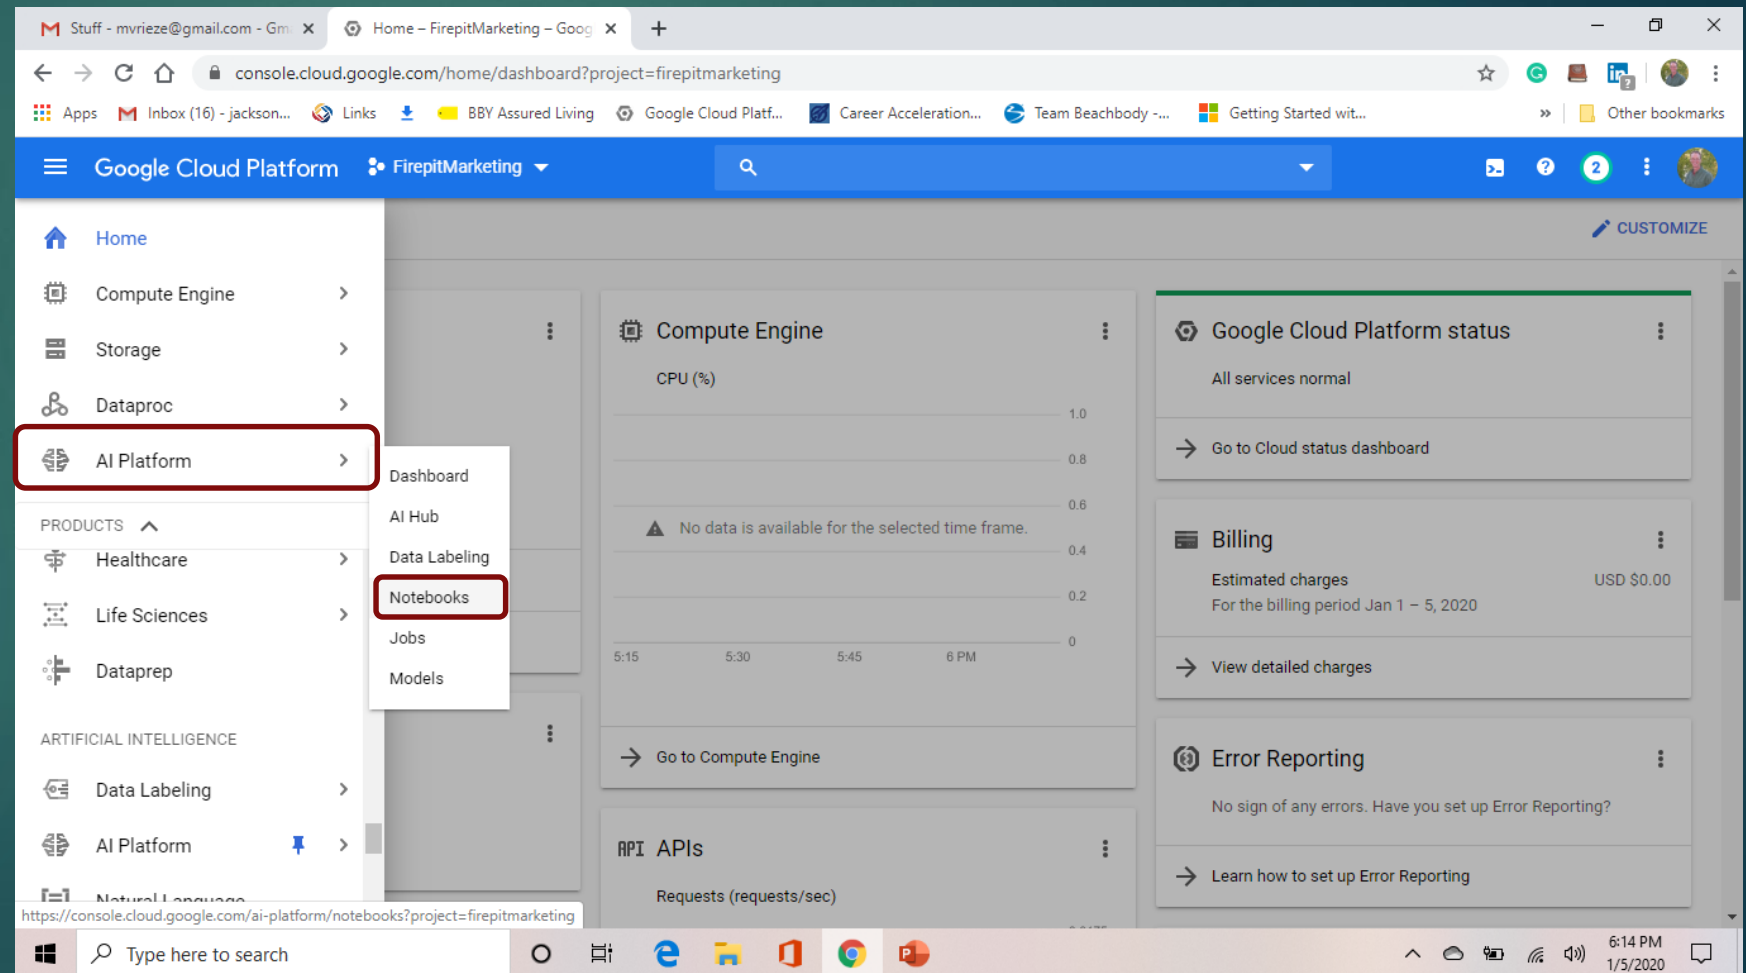 Stuff - mvrieze@gmail.com - Gm
Home – FirepitMarketing – Goog
console.cloud.google.com/home/dashboard?project=firepitmarketing
Apps
Inbox (16) - jackson...
Links
BBY Assured Living
Google Cloud Platf...
Career Acceleration...
Team Beachbody -...
Getting Started wit...
»
Other bookmarks
Google Cloud Platform
FirepitMarketing
2
CUSTOMIZE
Home
Compute Engine
Storage
Dataproc
AI Platform
PRODUCTS
Healthcare
Life Sciences
Dataprep
ARTIFICIAL INTELLIGENCE
Data Labeling
AI Platform
Natural Language
https://console.cloud.google.com/ai-platform/notebooks?project=firepitmarketing
Dashboard
AI Hub
Data Labeling
Notebooks
Jobs
Models
Compute Engine
CPU (%)
1.0
0.8
0.6
No data is available for the selected time frame.
0.4
0.2
0
5:15 5:30 5:45 6 PM
Go to Compute Engine
API APIs
Requests (requests/sec)
Google Cloud Platform status
All services normal
Go to Cloud status dashboard
Billing
Estimated charges USD $0.00
For the billing period Jan 1 – 5, 2020
View detailed charges
Error Reporting
No sign of any errors. Have you set up Error Reporting?
Learn how to set up Error Reporting
Type here to search
6:14 PM
1/5/2020